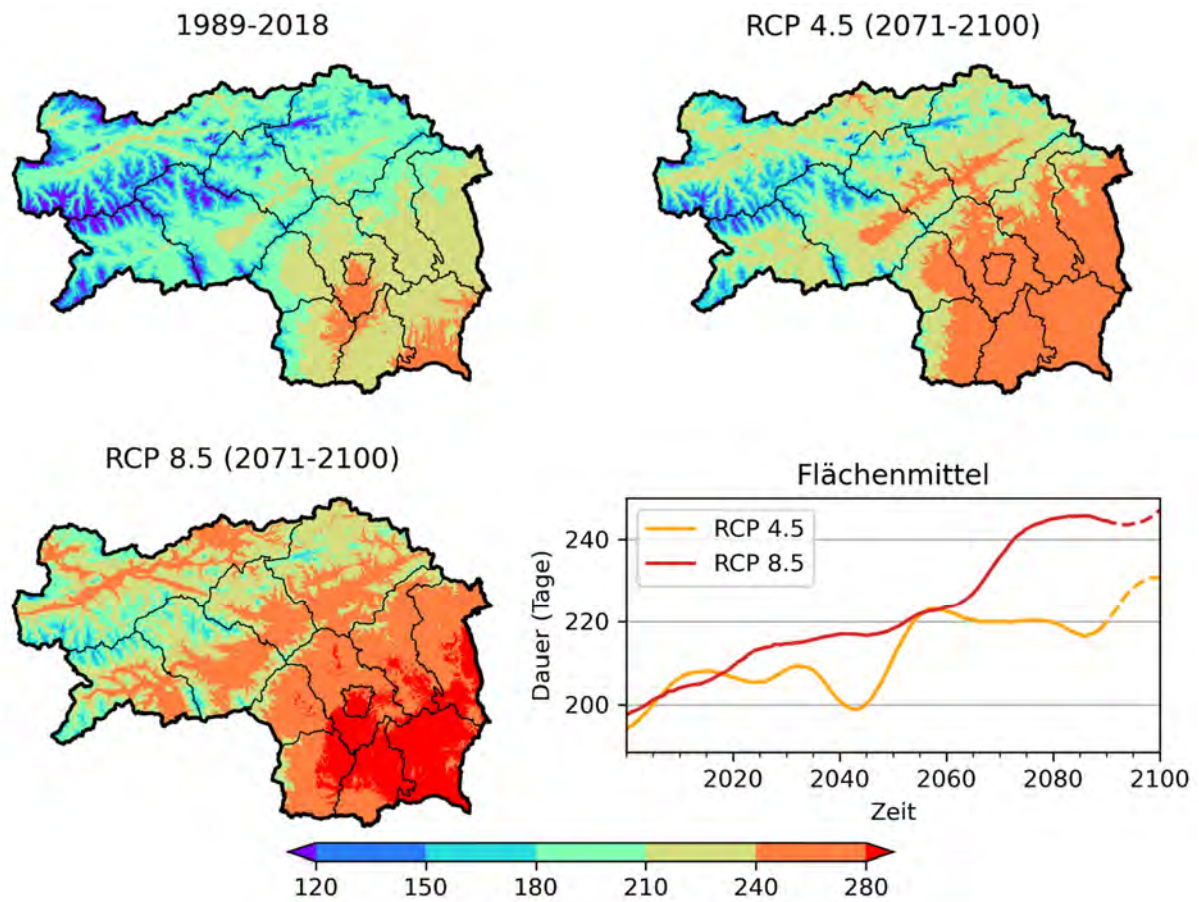 1989-2018
RCP 4.5 (2071-2100)
RCP 8.5 (2071-2100)
Flächenmittel
RCP 4.5
RCP 8.5
Dauer (Tage)
240
220
200
2020 2040 2060 2080 2100
Zeit
120 150 180 210 240 280